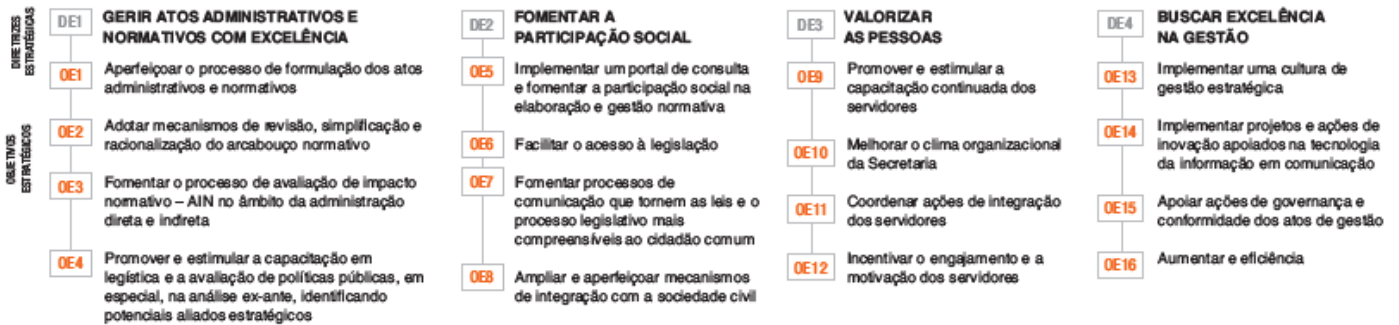 DIRETRIZES
ESTRATÉGICAS
OBJETIVOS
ESTRATÉGICOS
DE1
GERIR ATOS ADMINISTRATIVOS E
NORMATIVOS COM EXCELÊNCIA
OE1
Aperfeiçoar o processo de formulação dos atos
administrativos e normativos
OE2
Adotar mecanismos de revisão, simplificação e
racionalização do arcabouço normativo
OE3
Fomentar o processo de avaliação de impacto
normativo – AIN no âmbito da administração
direta e indireta
OE4
Promover e estimular a capacitação em
legística e a avaliação de políticas públicas, em
especial, na análise ex-ante, identificando
potenciais aliados estratégicos
DE2
FOMENTAR A
PARTICIPAÇÃO SOCIAL
OE5
Implementar um portal de consulta
e fomentar a participação social na
elaboração e gestão normativa
OE6
Facilitar o acesso à legislação
OE7
Fomentar processos de
comunicação que tornem as leis e o
processo legislativo mais
compreensíveis ao cidadão comum
OE8
Ampliar e aperfeiçoar mecanismos
de integração com a sociedade civil
DE3
VALORIZAR
AS PESSOAS
OE9
Promover e estimular a
capacitação continuada dos
servidores
OE10
Melhorar o clima organizacional
da Secretaria
OE11
Coordenar ações de integração
dos servidores
OE12
Incentivar o engajamento e a
motivação dos servidores
DE4
BUSCAR EXCELÊNCIA
NA GESTÃO
OE13
Implementar uma cultura de
gestão estratégica
OE14
Implementar projetos e ações de
inovação apoiados na tecnologia
da informação em comunicação
OE15
Apoiar ações de governança e
conformidade dos atos de gestão
OE16
Aumentar e eficiência